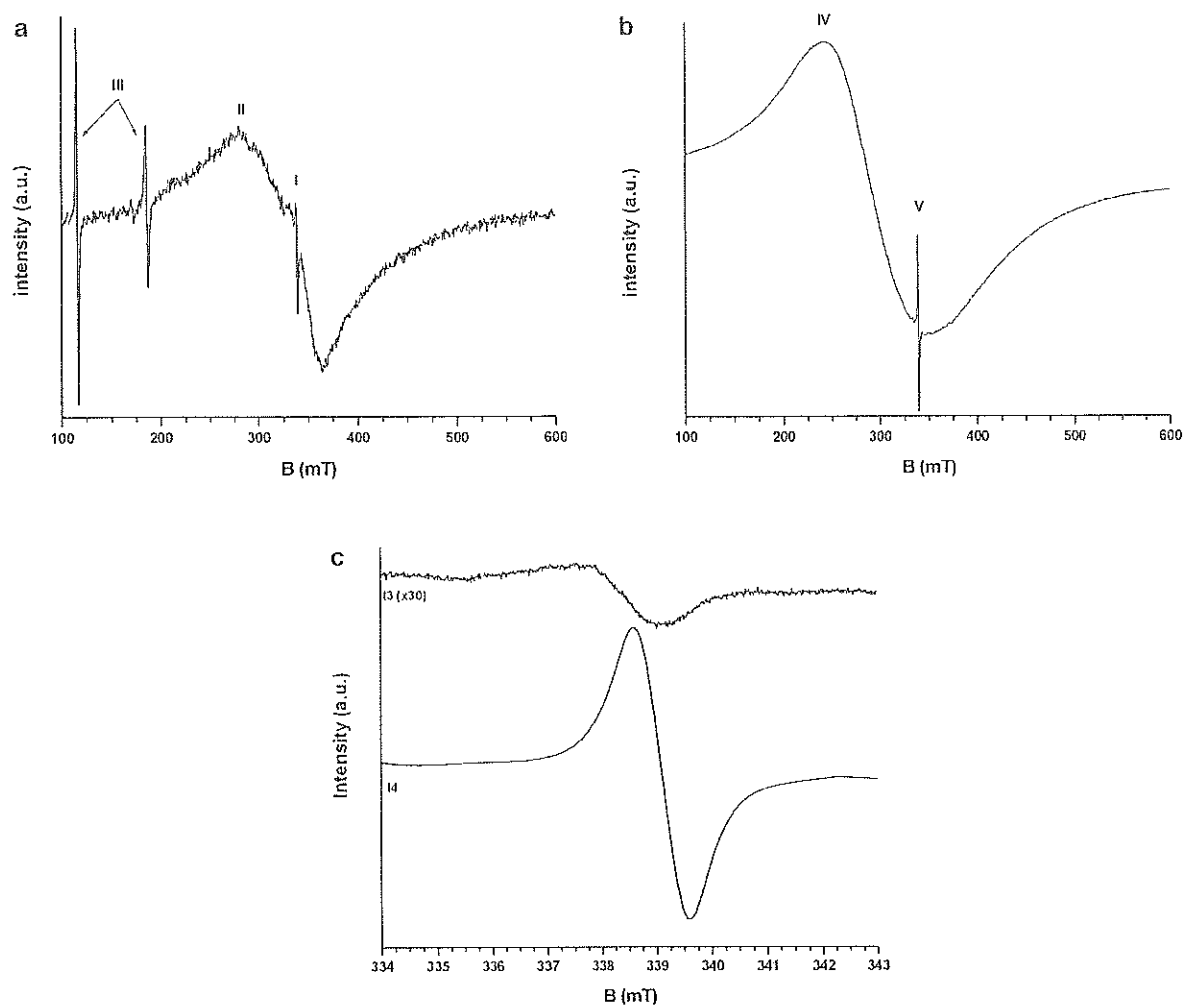 a
III
II
I
intensity (a.u.)
100 200 300 400 500 600
B (mT)
b
IV
V
intensity (a.u.)
100 200 300 400 500 600
B (mT)
c
I3 (x30)
I4
Intensity (a.u.)
334 335 336 337 338 339 340 341 342 343
B (mT)